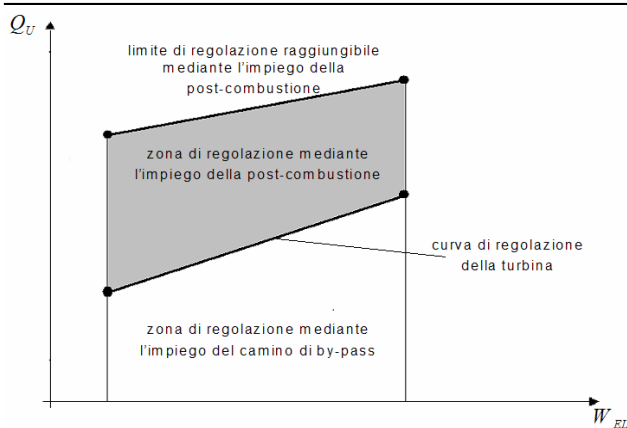 Q_U
limite di regolazione raggiungibile
mediante l'impiego della
post-combustione
zona di regolazione mediante
l'impiego della post-combustione
curva di regolazione
della turbina
zona di regolazione mediante
l'impiego del camino di by-pass
W_EL